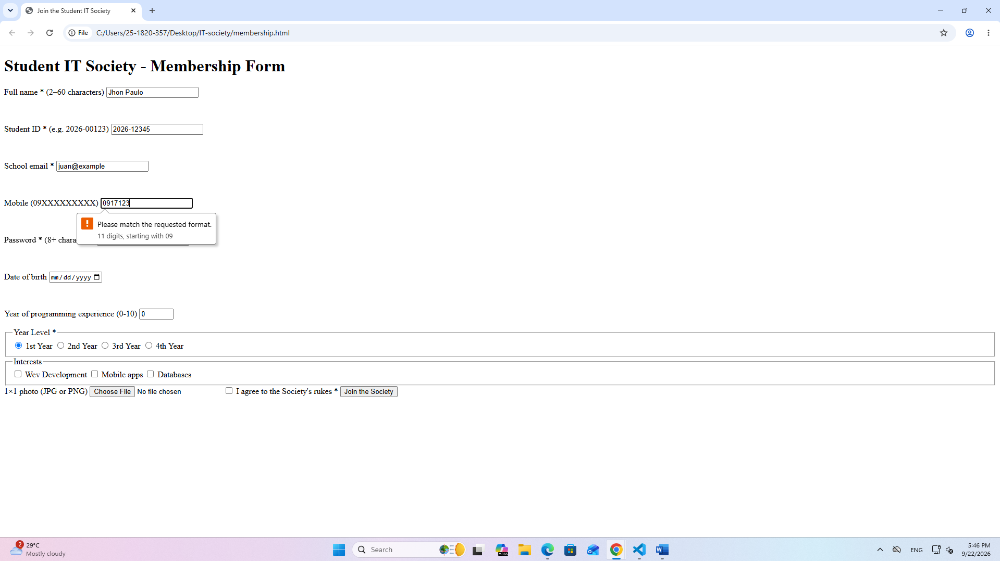 Join the Student IT Society
File
C:/Users/25-1820-357/Desktop/IT-society/membership.html
Student IT Society - Membership Form
Full name * (2–60 characters) Jhon Paulo
Student ID * (e.g. 2026-00123) 2026-12345
School email * juan@example
Mobile (09XXXXXXXXX) 0917123
Please match the requested format.
11 digits, starting with 09
Password * (8+ chara
Date of birth mm/dd/yyyy
Year of programming experience (0-10) 0
Year Level *
1st Year 2nd Year 3rd Year 4th Year
Interests
Wev Development Mobile apps Databases
1×1 photo (JPG or PNG) Choose File No file chosen I agree to the Society's rukes * Join the Society
2
29°C
Mostly cloudy
Search
M365
ENG
5:46 PM
9/22/2026